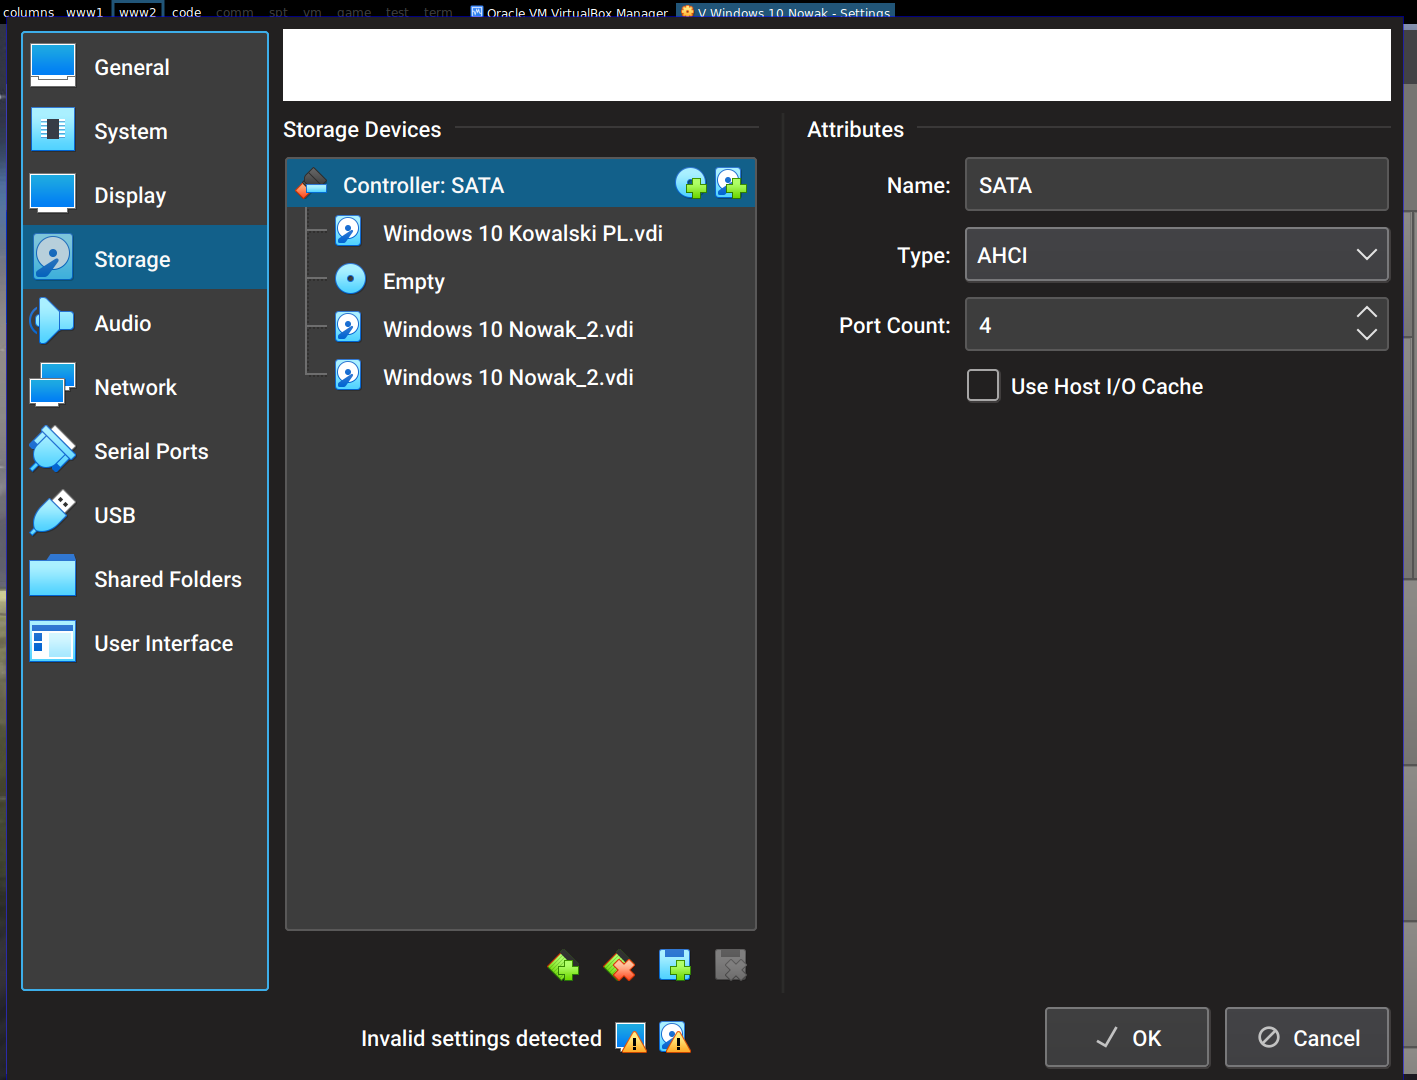 columns www1 www2 code comm spt vm game test term Oracle VM VirtualBox Manager V Windows 10 Nowak - Settings
General
System
Display
Storage
Audio
Network
Serial Ports
USB
Shared Folders
User Interface
Storage Devices
Controller: SATA
Windows 10 Kowalski PL.vdi
Empty
Windows 10 Nowak_2.vdi
Windows 10 Nowak_2.vdi
Attributes
Name: SATA
Type: AHCI
Port Count: 4
Use Host I/O Cache
Invalid settings detected
OK
Cancel